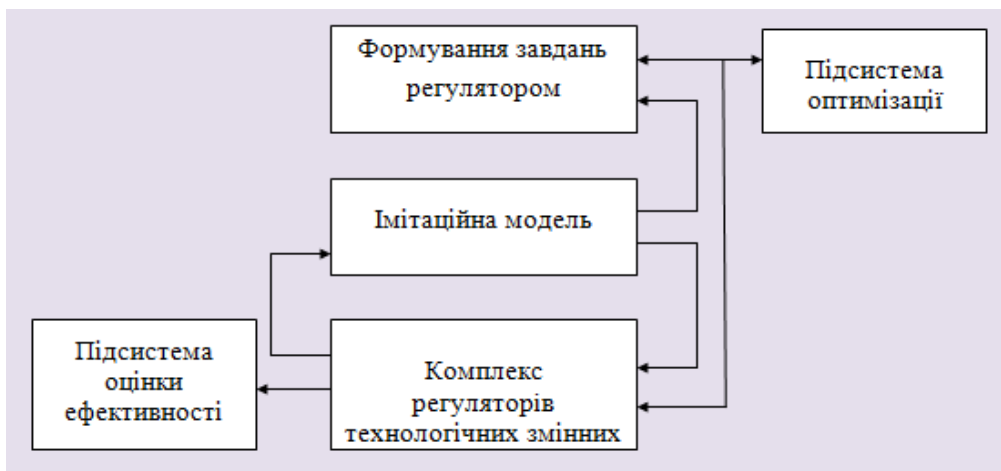 Формування завдань
регулятором
Підсистема
оптимізації
Імітаційна модель
Підсистема
оцінки
ефективності
Комплекс
регуляторів
технологічних змінних